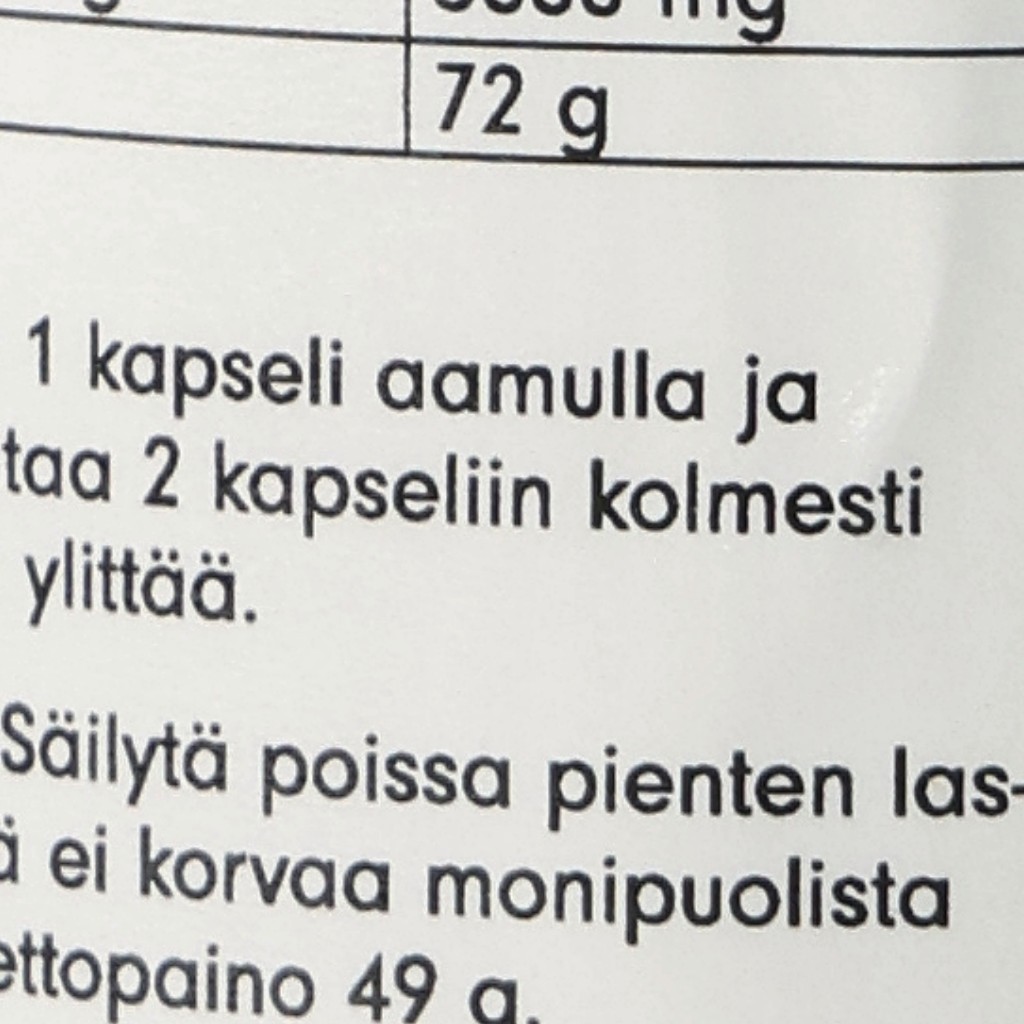 mg
72 g
1 kapseli aamulla ja
taa 2 kapseliin kolmesti
ylittää.
Säilytä poissa pienten las-
ä ei korvaa monipuolista
ettopaino 49 g.